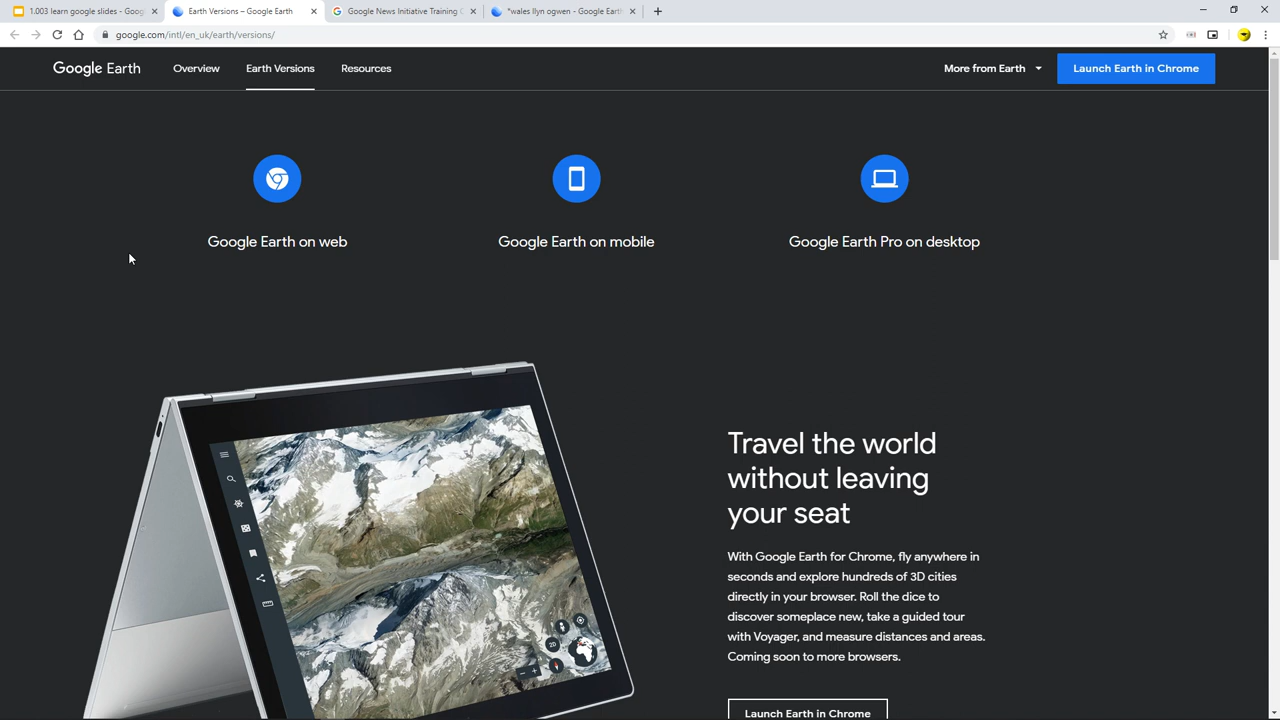 1.003 learn google slides - Goog
Earth Versions – Google Earth
Google News Initiative Training C
"wales llyn ogwen - Google Earth
google.com/intl/en_uk/earth/versions/
Google Earth
Overview
Earth Versions
Resources
More from Earth
Launch Earth in Chrome
Google Earth on web
Google Earth on mobile
Google Earth Pro on desktop
Travel the world
without leaving
your seat
With Google Earth for Chrome, fly anywhere in
seconds and explore hundreds of 3D cities
directly in your browser. Roll the dice to
discover someplace new, take a guided tour
with Voyager, and measure distances and areas.
Coming soon to more browsers.
Launch Earth in Chrome
2D